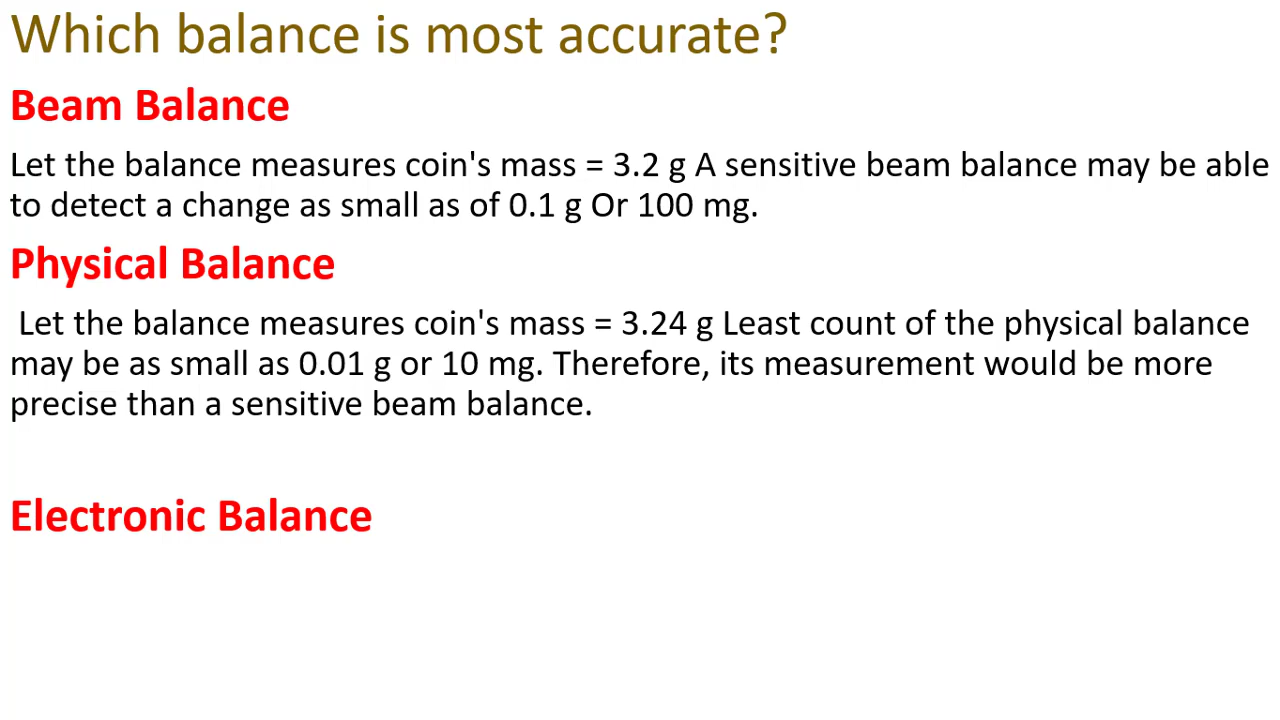 Which balance is most accurate?
Beam Balance
Let the balance measures coin's mass = 3.2 g A sensitive beam balance may be able
to detect a change as small as of 0.1 g Or 100 mg.
Physical Balance
Let the balance measures coin's mass = 3.24 g Least count of the physical balance
may be as small as 0.01 g or 10 mg. Therefore, its measurement would be more
precise than a sensitive beam balance.
Electronic Balance